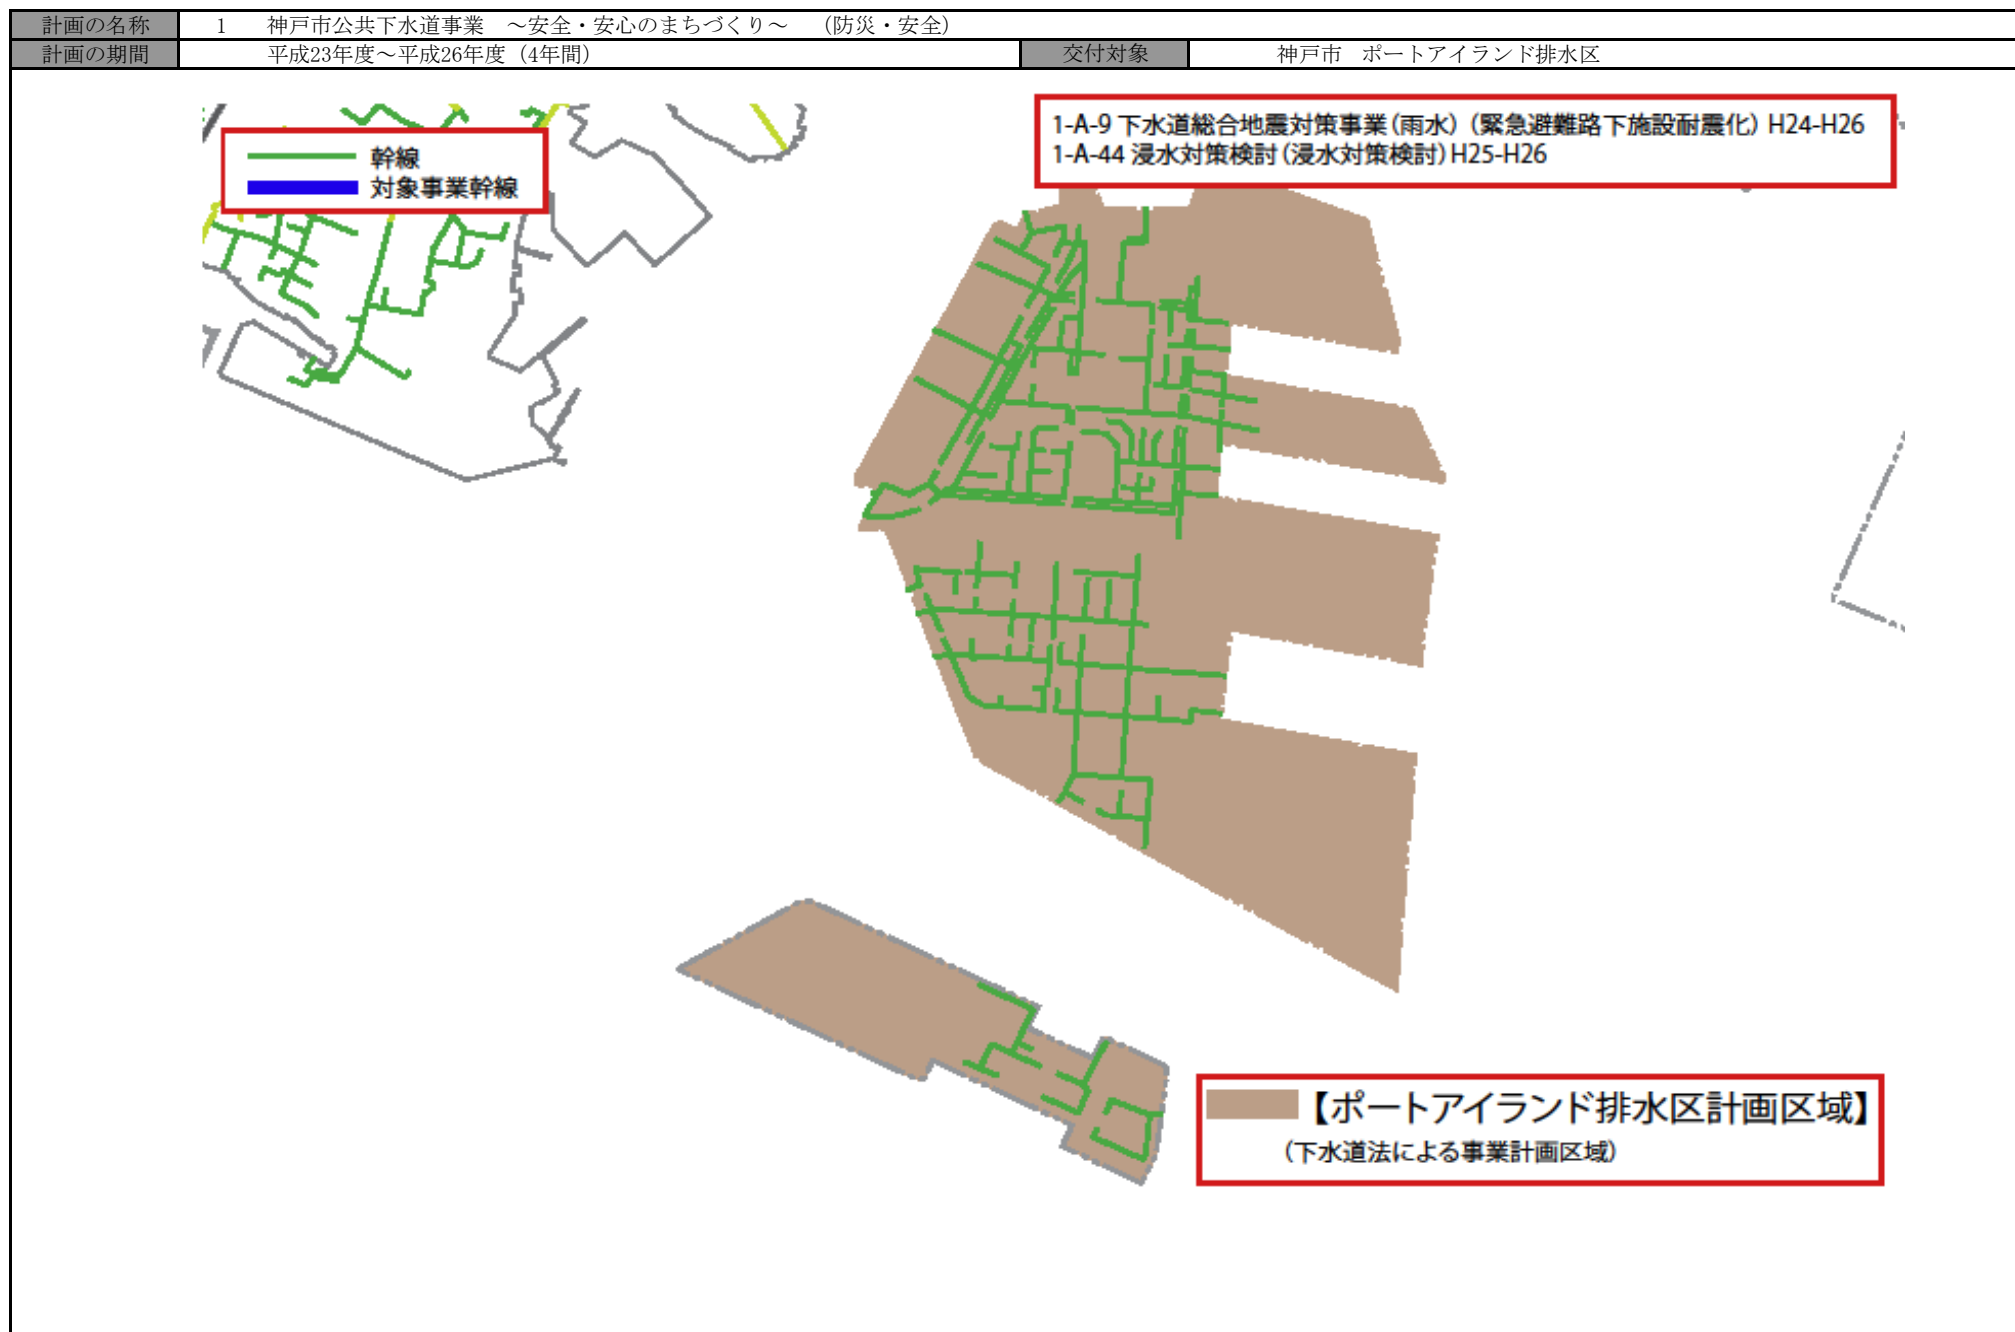 計画の名称 1 神戸市公共下水道事業 ～安全・安心のまちづくり～ （防災・安全）
計画の期間 平成23年度～平成26年度（4年間） 交付対象 神戸市 ポートアイランド排水区
1-A-9 下水道総合地震対策事業（雨水）（緊急避難路下施設耐震化）H24-H26
1-A-44 浸水対策検討（浸水対策検討）H25-H26
幹線
対象事業幹線
【ポートアイランド排水区計画区域】
（下水道法による事業計画区域）